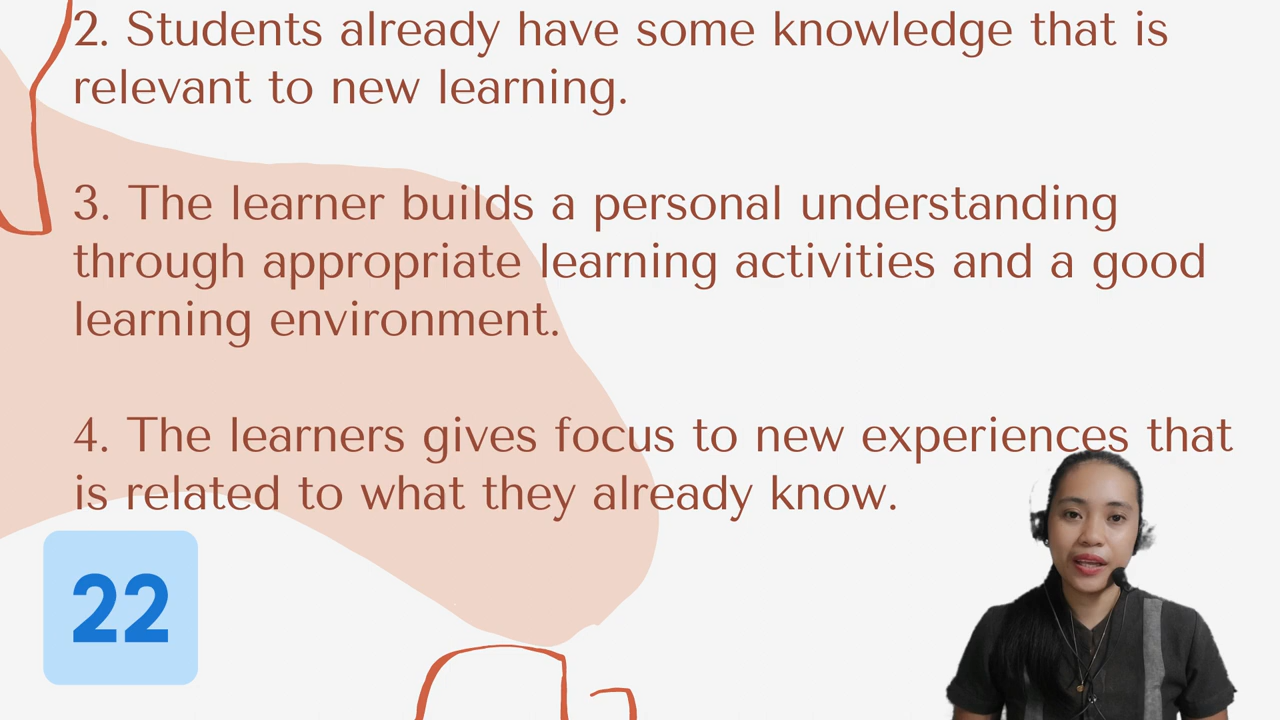 2. Students already have some knowledge that is
relevant to new learning.
3. The learner builds a personal understanding
through appropriate learning activities and a good
learning environment.
4. The learners gives focus to new experiences that
is related to what they already know.
22